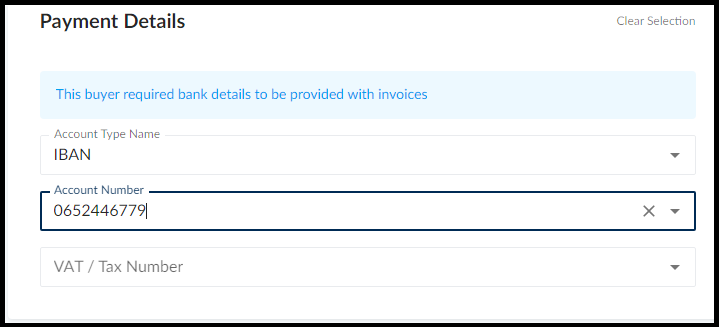 Payment Details
Clear Selection
This buyer required bank details to be provided with invoices
Account Type Name
IBAN
Account Number
0652446779
VAT / Tax Number